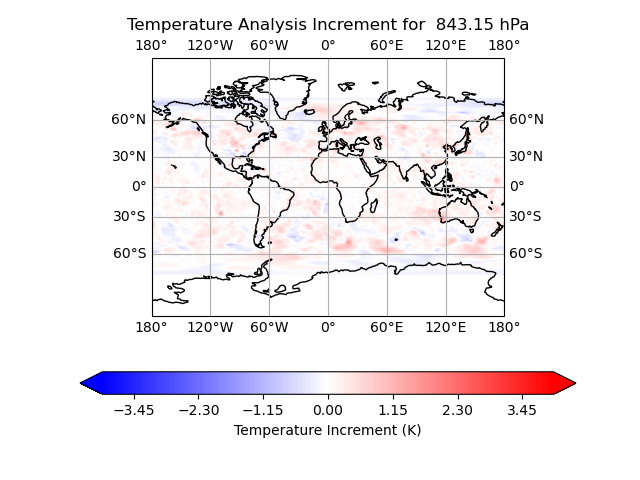 Temperature Analysis Increment for  843.15 hPa
180° 120°W 60°W 0° 60°E 120°E 180°
60°N 60°N
30°N 30°N
0° 0°
30°S 30°S
60°S 60°S
180° 120°W 60°W 0° 60°E 120°E 180°
−3.45 −2.30 −1.15 0.00 1.15 2.30 3.45
Temperature Increment (K)